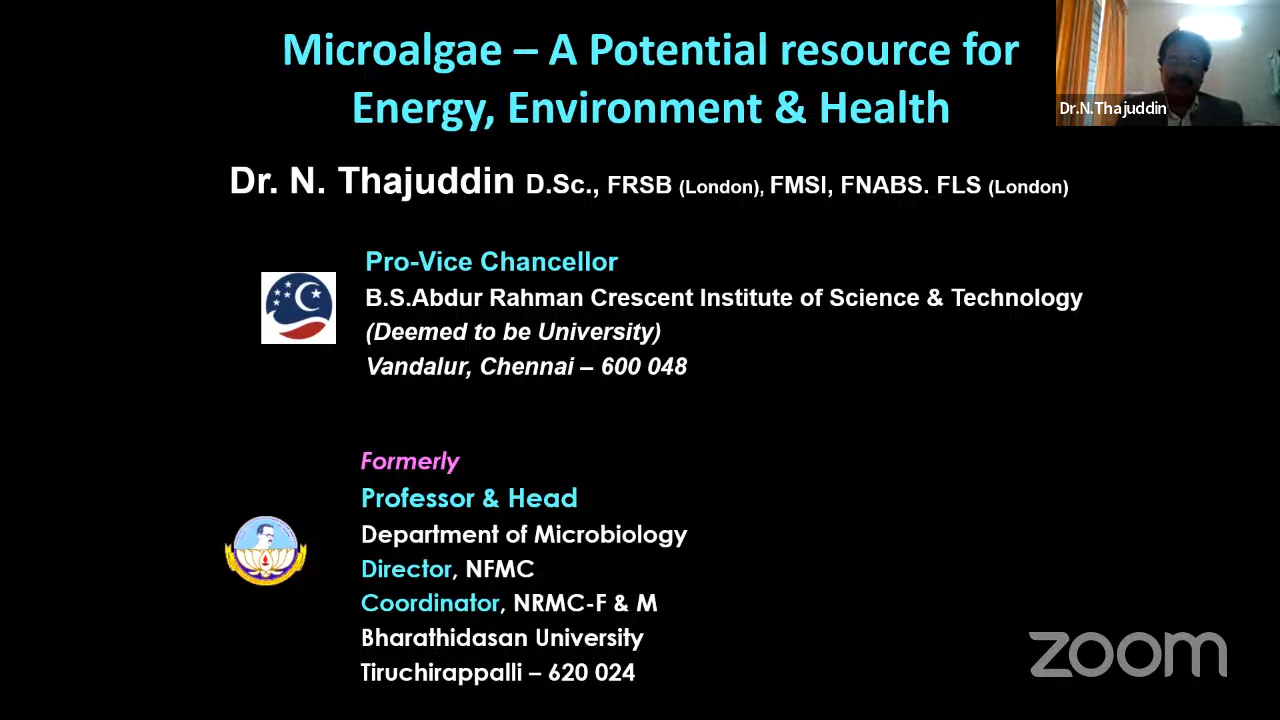 Microalgae – A Potential resource for
Energy, Environment & Health
Dr.N.Thajuddin
Dr. N. Thajuddin D.Sc., FRSB (London), FMSI, FNABS. FLS (London)
Pro-Vice Chancellor
B.S.Abdur Rahman Crescent Institute of Science & Technology
(Deemed to be University)
Vandalur, Chennai – 600 048
Formerly
Professor & Head
Department of Microbiology
Director, NFMC
Coordinator, NRMC-F & M
Bharathidasan University
Tiruchirappalli – 620 024
zoom